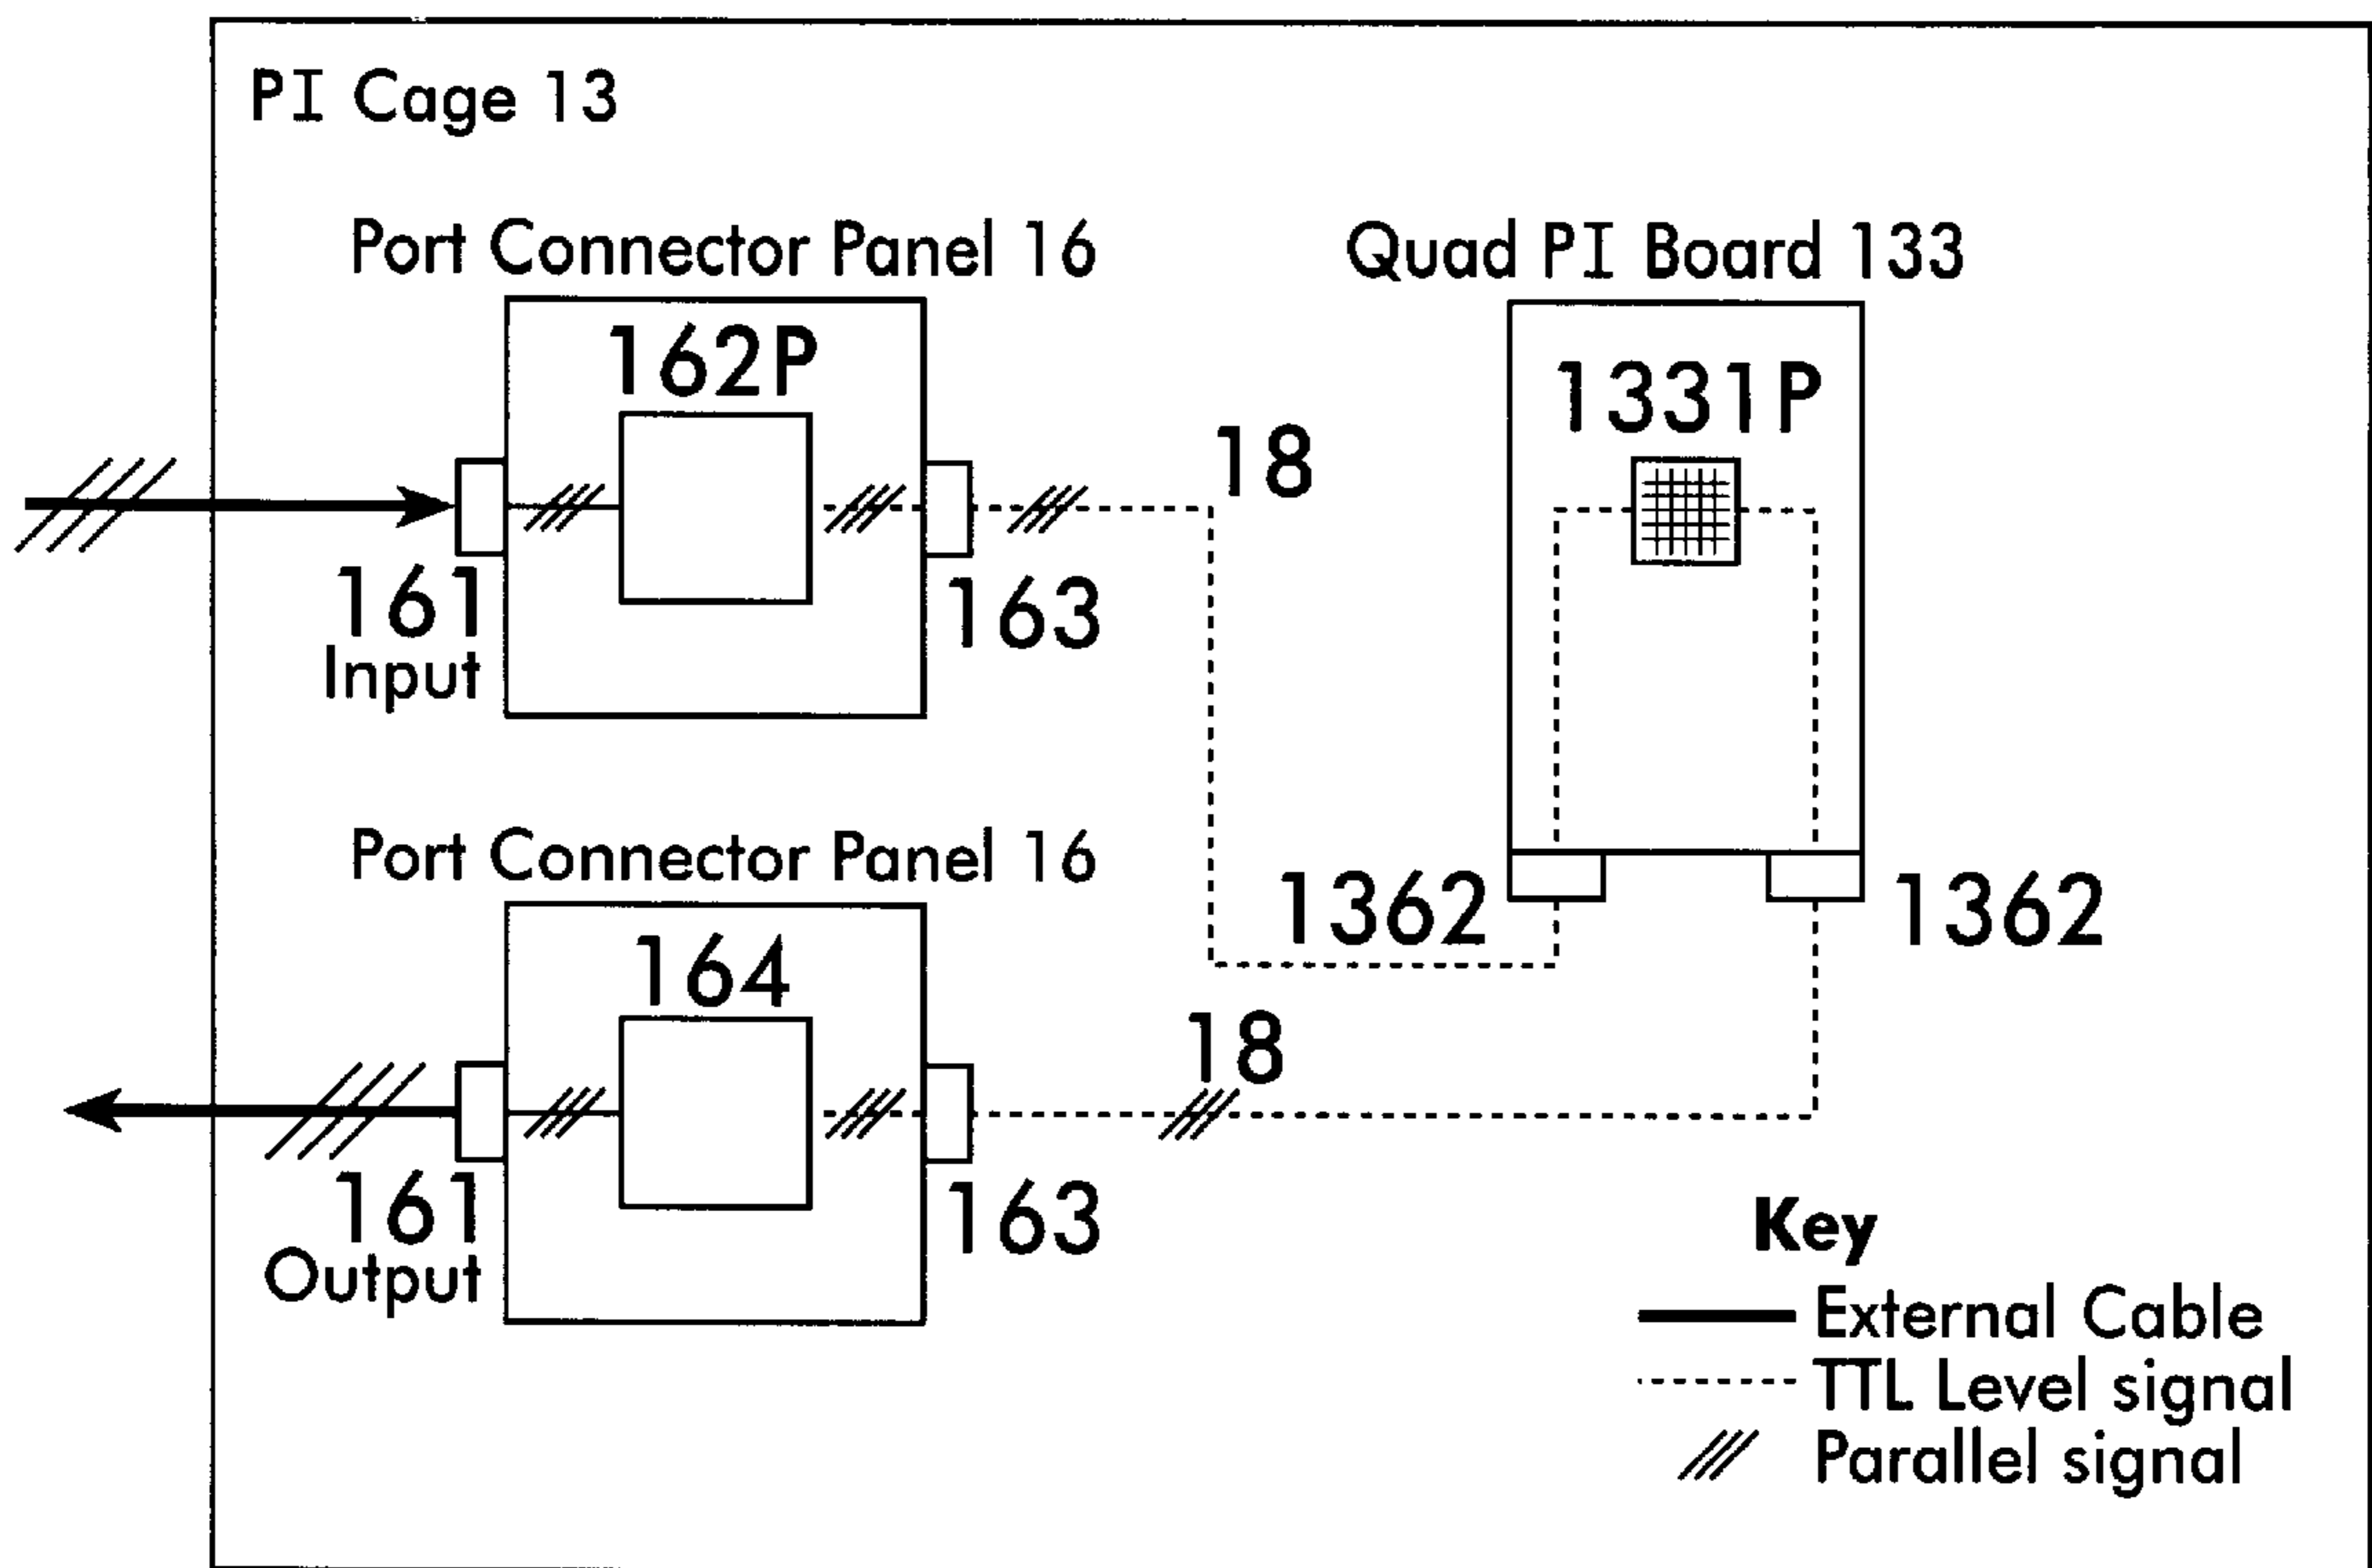 PI Cage 13
Port Connector Panel 16
Quad PI Board 133
162P
1331P
18
161
Input
163
Port Connector Panel 16
1362
1362
164
18
161
Output
163
Key
External Cable
TTL Level signal
Parallel signal